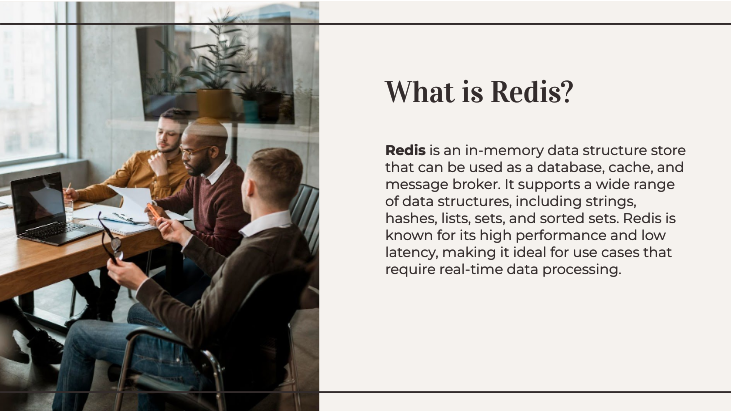 What is Redis?
Redis is an in-memory data structure store
that can be used as a database, cache, and
message broker. It supports a wide range
of data structures, including strings,
hashes, lists, sets, and sorted sets. Redis is
known for its high performance and low
latency, making it ideal for use cases that
require real-time data processing.